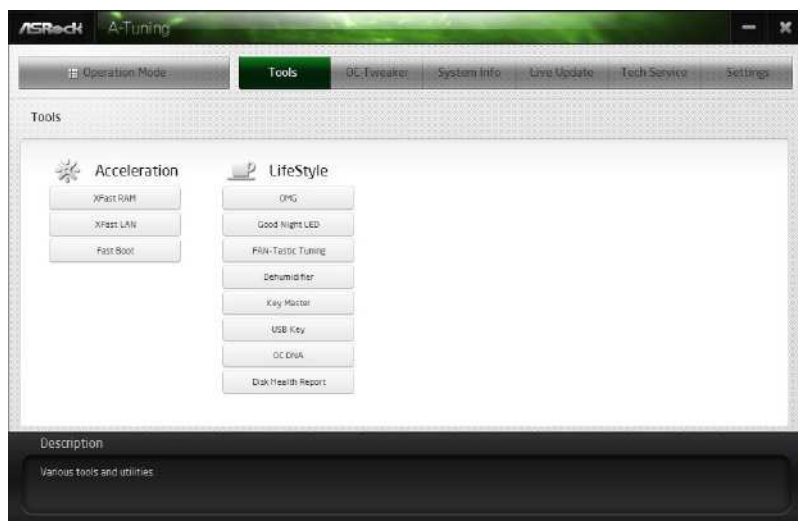 ASRock A-Tuning
Operation Mode Tools OC Tweaker System Info Live Update Tech Service Settings
Tools
Acceleration
XFast RAM
XFast LAN
Fast Boot
LifeStyle
OMG
Good Night LED
FAN-Tastic Tuning
Dehumidifier
Key Master
USB Key
OC DNA
Disk Health Report
Description
Various tools and utilities